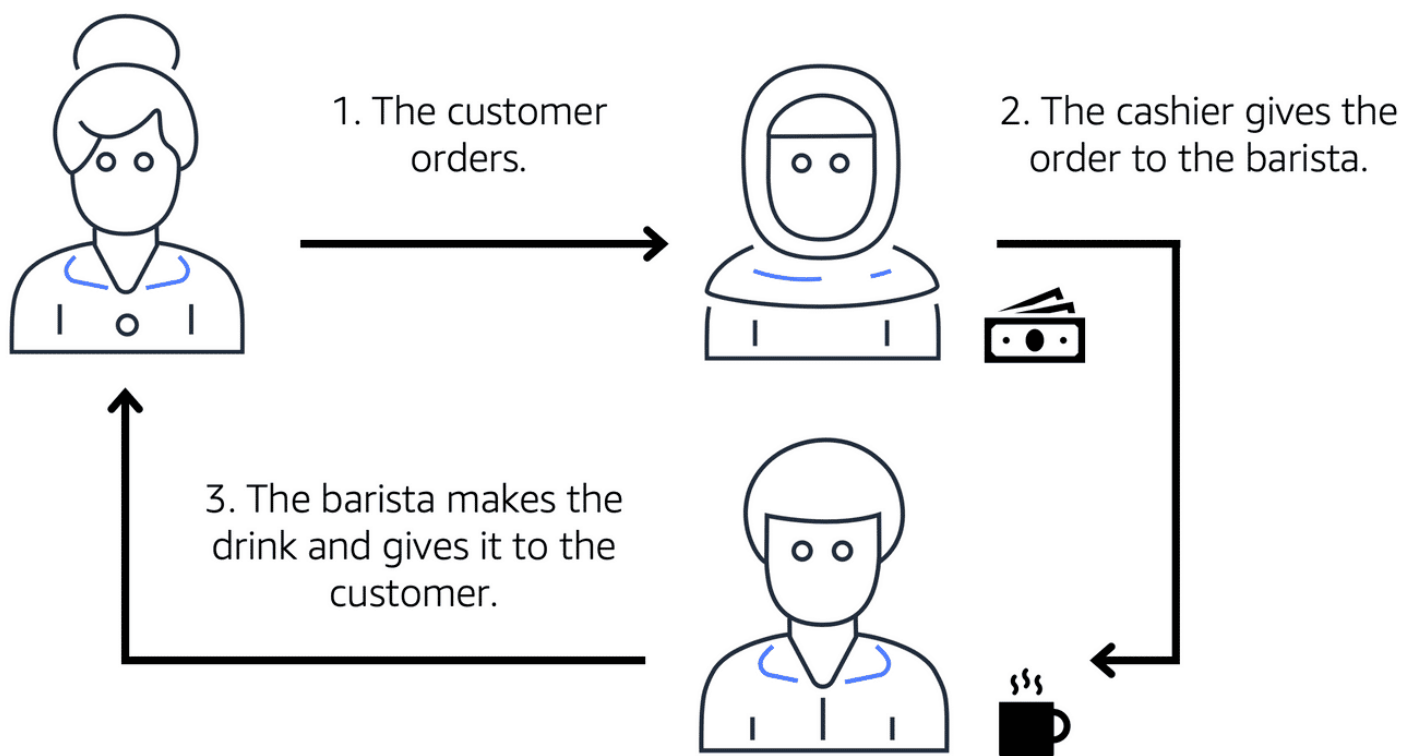 1. The customer
orders.
2. The cashier gives the
order to the barista.
3. The barista makes the
drink and gives it to the
customer.